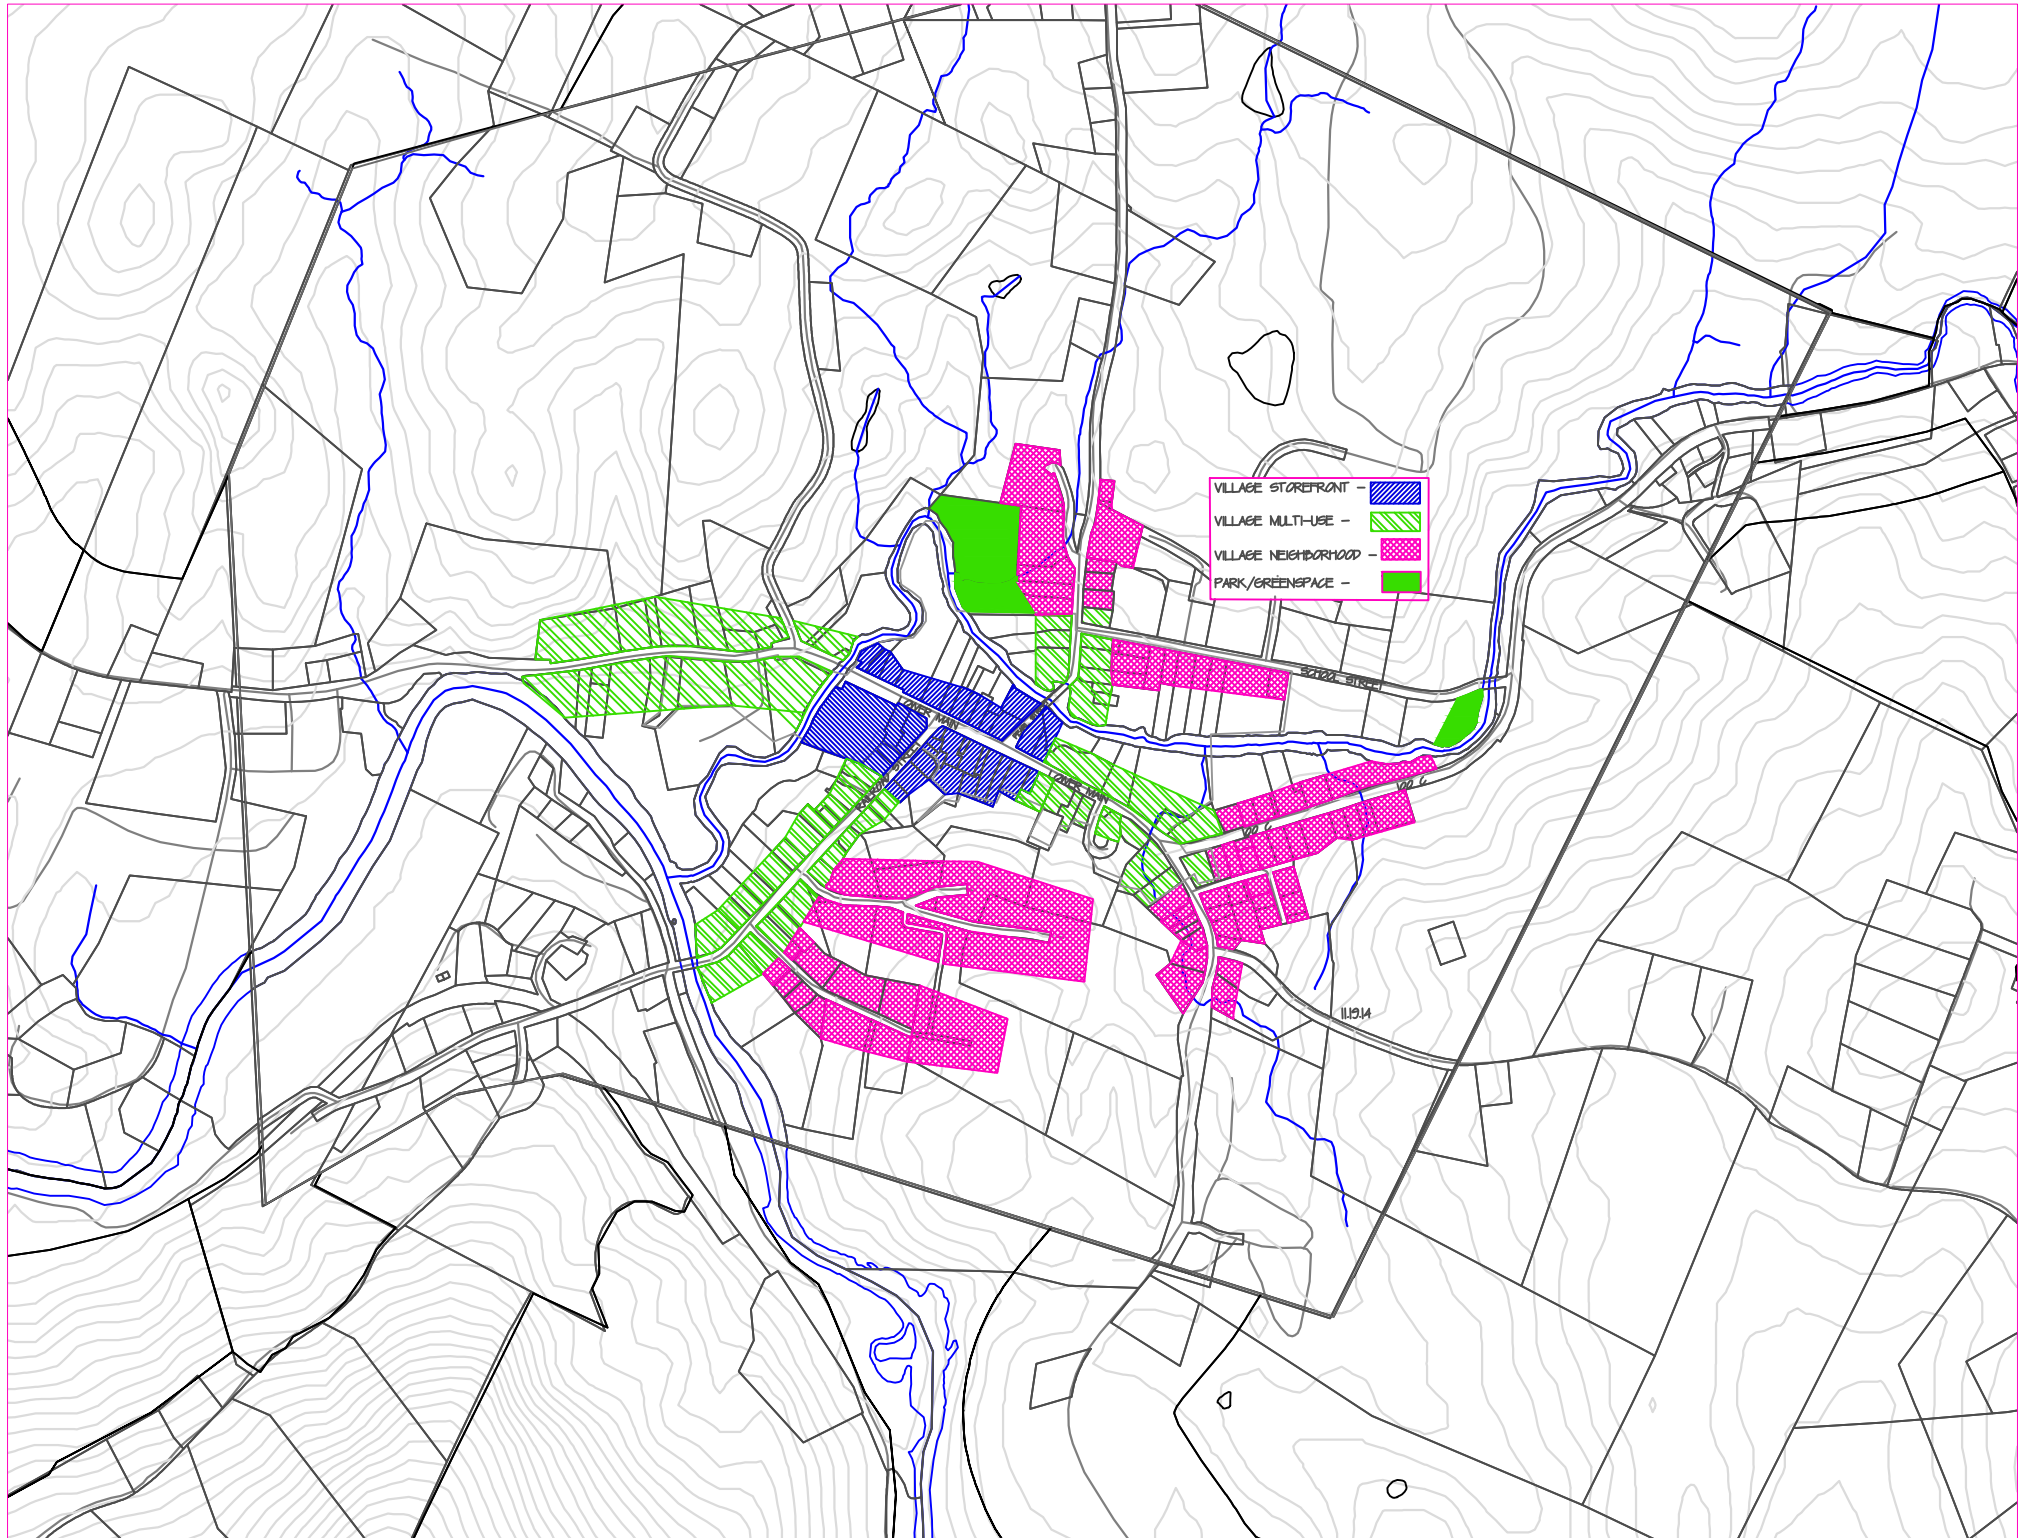 VILLAGE STOREFRONT -
VILLAGE MULTI-USE -
VILLAGE NEIGHBORHOOD -
PARK/GREENSPACE -
SCHOOL STREET
LOWER MAIN
LOWER MAIN
11.19.14